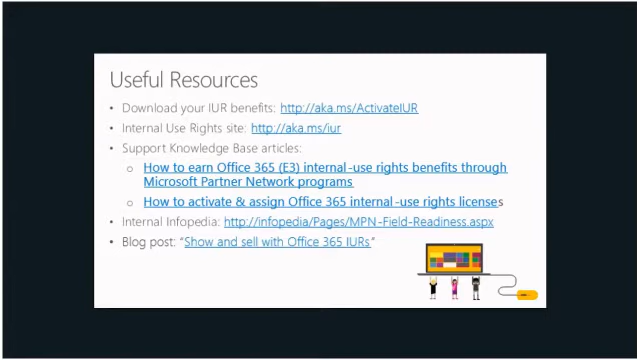 Useful Resources
• Download your IUR benefits: http://aka.ms/ActivateIUR
• Internal Use Rights site: http://aka.ms/iur
• Support Knowledge Base articles:
o How to earn Office 365 (E3) internal-use rights benefits through
Microsoft Partner Network programs
o How to activate & assign Office 365 internal-use rights licenses
• Internal Infopedia: http://infopedia/Pages/MPN-Field-Readiness.aspx
• Blog post: “Show and sell with Office 365 IURs”